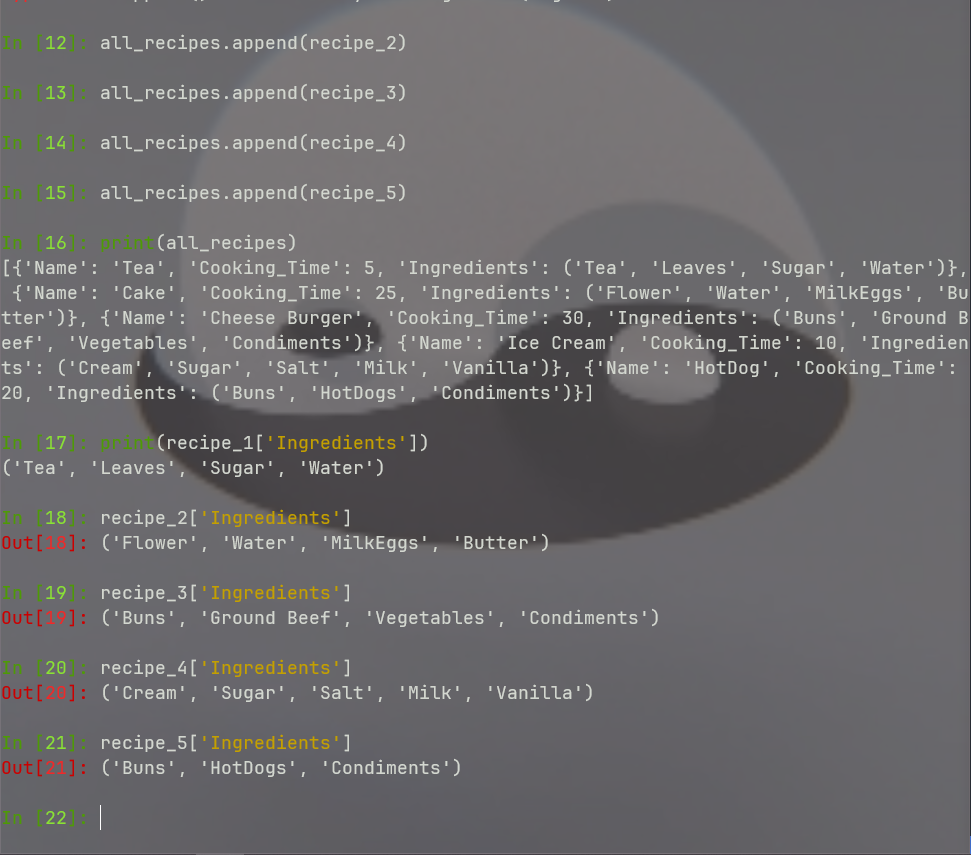 In [12]: all_recipes.append(recipe_2)
In [13]: all_recipes.append(recipe_3)
In [14]: all_recipes.append(recipe_4)
In [15]: all_recipes.append(recipe_5)
In [16]: print(all_recipes)
[{'Name': 'Tea', 'Cooking_Time': 5, 'Ingredients': ('Tea', 'Leaves', 'Sugar', 'Water')},
 {'Name': 'Cake', 'Cooking_Time': 25, 'Ingredients': ('Flower', 'Water', 'MilkEggs', 'Bu
tter')}, {'Name': 'Cheese Burger', 'Cooking_Time': 30, 'Ingredients': ('Buns', 'Ground B
eef', 'Vegetables', 'Condiments')}, {'Name': 'Ice Cream', 'Cooking_Time': 10, 'Ingredien
ts': ('Cream', 'Sugar', 'Salt', 'Milk', 'Vanilla')}, {'Name': 'HotDog', 'Cooking_Time':
20, 'Ingredients': ('Buns', 'HotDogs', 'Condiments')}]
In [17]: print(recipe_1['Ingredients'])
('Tea', 'Leaves', 'Sugar', 'Water')
In [18]: recipe_2['Ingredients']
Out[18]: ('Flower', 'Water', 'MilkEggs', 'Butter')
In [19]: recipe_3['Ingredients']
Out[19]: ('Buns', 'Ground Beef', 'Vegetables', 'Condiments')
In [20]: recipe_4['Ingredients']
Out[20]: ('Cream', 'Sugar', 'Salt', 'Milk', 'Vanilla')
In [21]: recipe_5['Ingredients']
Out[21]: ('Buns', 'HotDogs', 'Condiments')
In [22]: